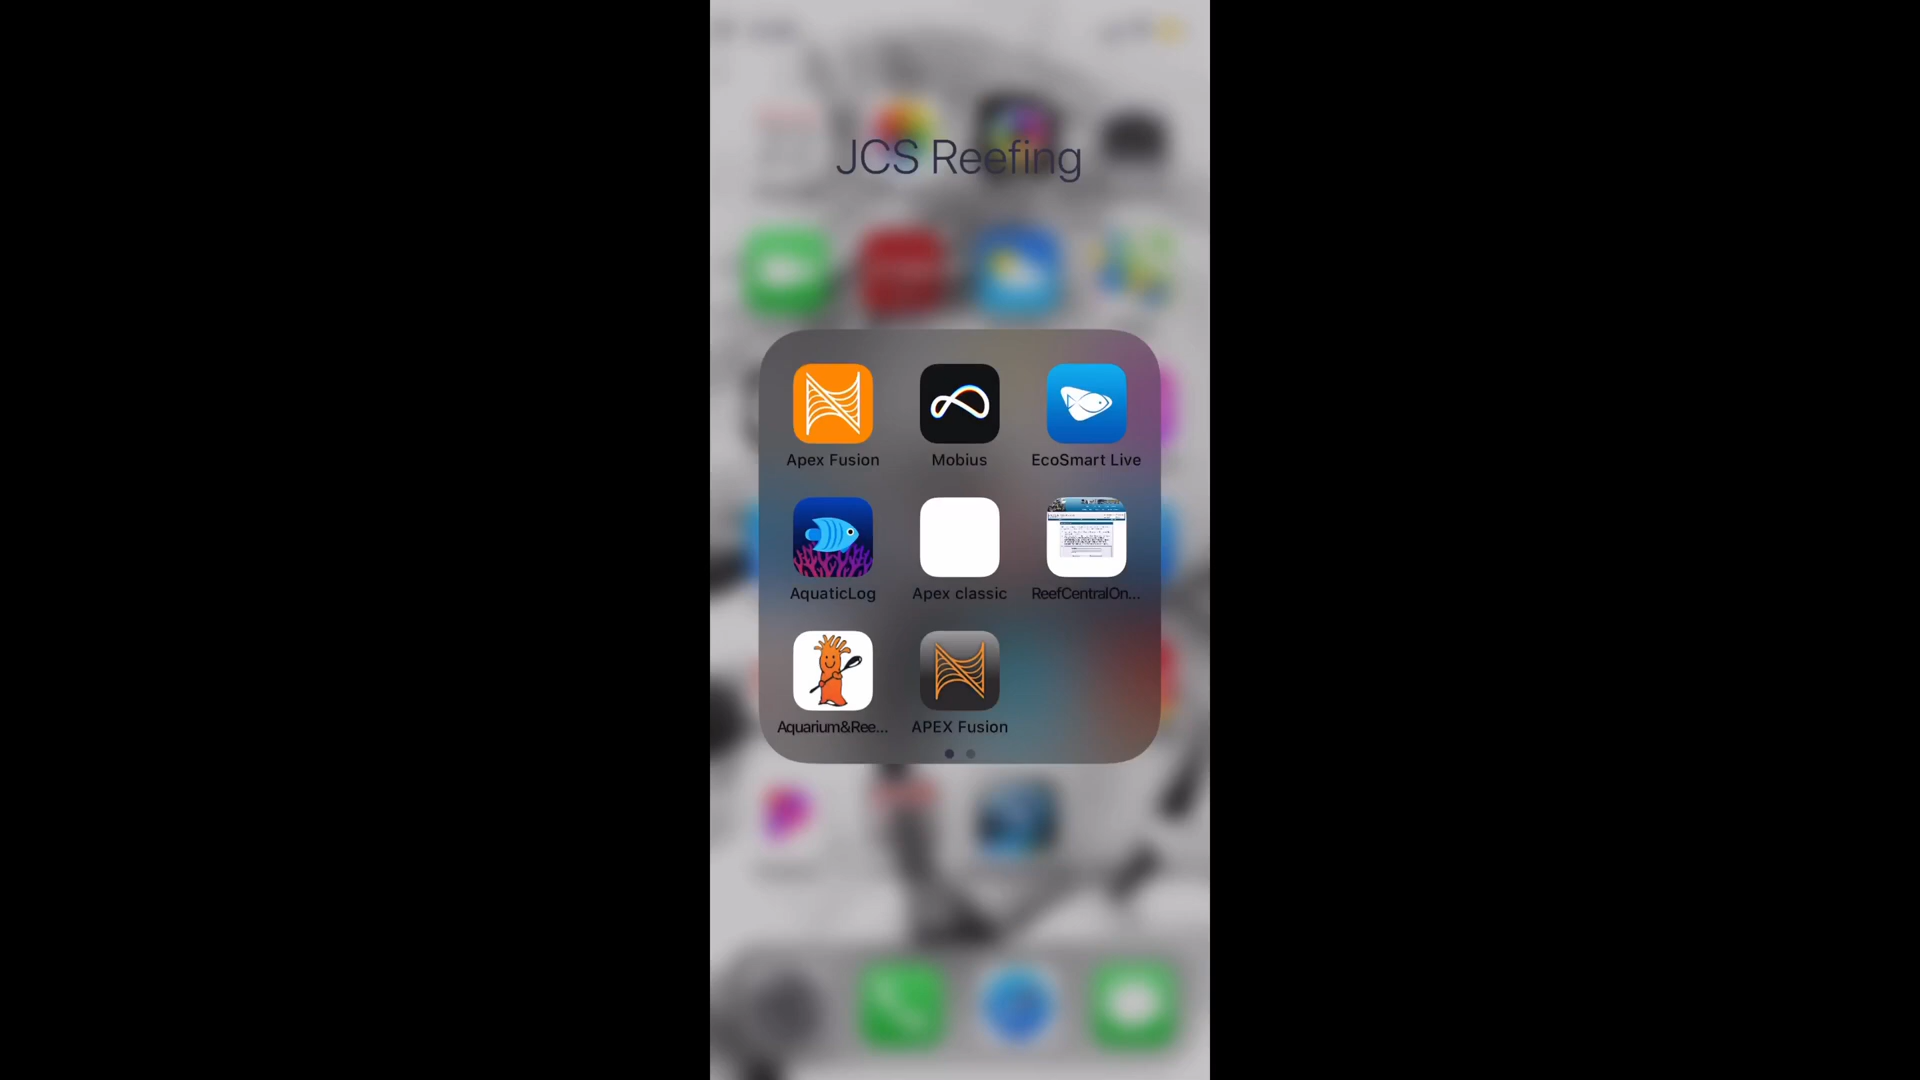 JCS Reefing
Apex Fusion
Mobius
EcoSmart Live
AquaticLog
Apex classic
ReefCentralOn...
Aquarium&Ree...
APEX Fusion